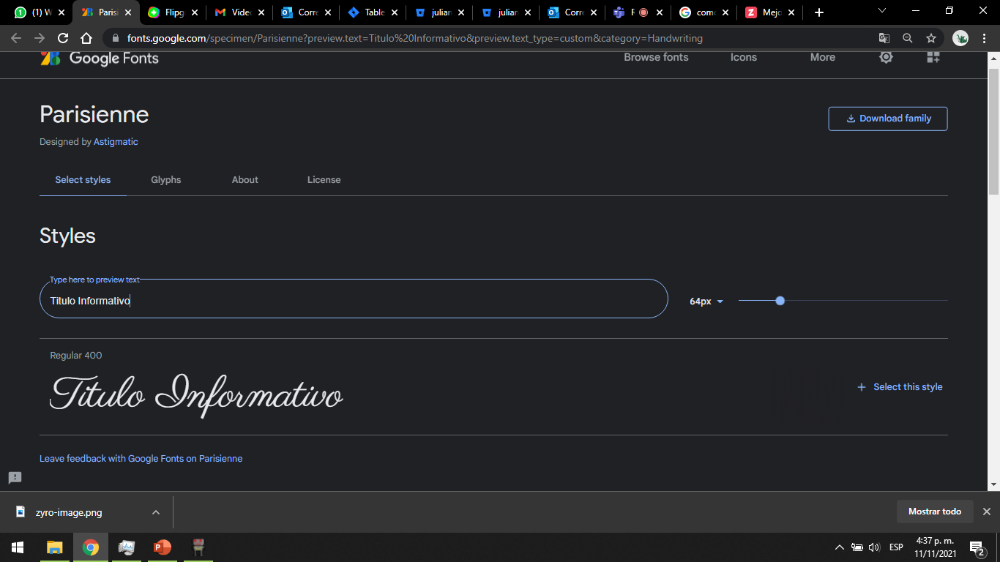 (1) W
Parisi
Flipg
Video
Corre
Table
julian
julian
Corre
com
Mejo
fonts.google.com/specimen/Parisienne?preview.text=Titulo%20Informativo&preview.text_type=custom&category=Handwriting
Google Fonts
Browse fonts
Icons
More
Parisienne
Download family
Designed by Astigmatic
Select styles
Glyphs
About
License
Styles
Type here to preview text
Titulo Informativo
64px
Regular 400
Titulo Informativo
+ Select this style
Leave feedback with Google Fonts on Parisienne
zyro-image.png
Mostrar todo
ESP
4:37 p. m.
11/11/2021
2